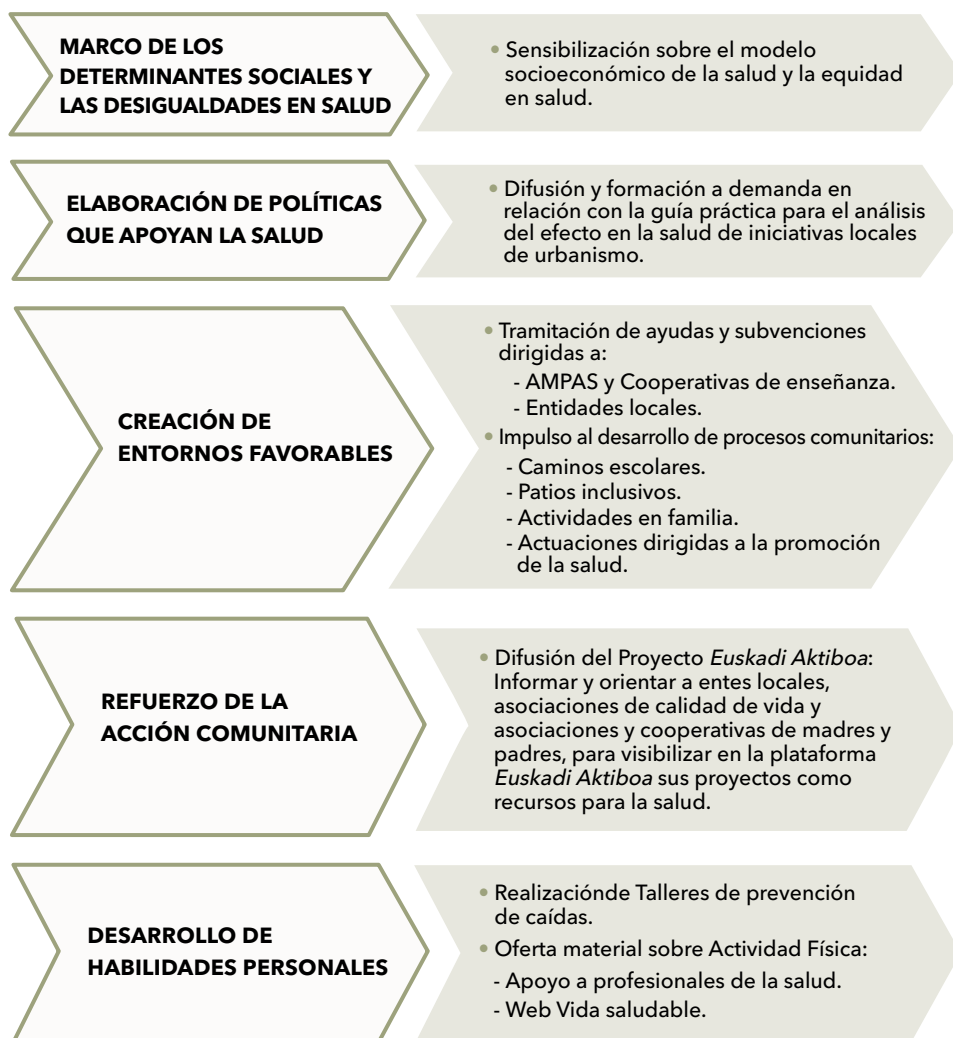 MARCO DE LOS
DETERMINANTES SOCIALES Y
LAS DESIGUALDADES EN SALUD
• Sensibilización sobre el modelo
socioeconómico de la salud y la equidad
en salud.
ELABORACIÓN DE POLÍTICAS
QUE APOYAN LA SALUD
• Difusión y formación a demanda en
relación con la guía práctica para el análisis
del efecto en la salud de iniciativas locales
de urbanismo.
CREACIÓN DE
ENTORNOS FAVORABLES
• Tramitación de ayudas y subvenciones
dirigidas a:
- AMPAS y Cooperativas de enseñanza.
- Entidades locales.
• Impulso al desarrollo de procesos comunitarios:
- Caminos escolares.
- Patios inclusivos.
- Actividades en familia.
- Actuaciones dirigidas a la promoción
de la salud.
REFUERZO DE LA
ACCIÓN COMUNITARIA
• Difusión del Proyecto Euskadi Aktiboa:
Informar y orientar a entes locales,
asociaciones de calidad de vida y
asociaciones y cooperativas de madres y
padres, para visibilizar en la plataforma
Euskadi Aktiboa sus proyectos como
recursos para la salud.
DESARROLLO DE
HABILIDADES PERSONALES
• Realizaciónde Talleres de prevención
de caídas.
• Oferta material sobre Actividad Física:
- Apoyo a profesionales de la salud.
- Web Vida saludable.